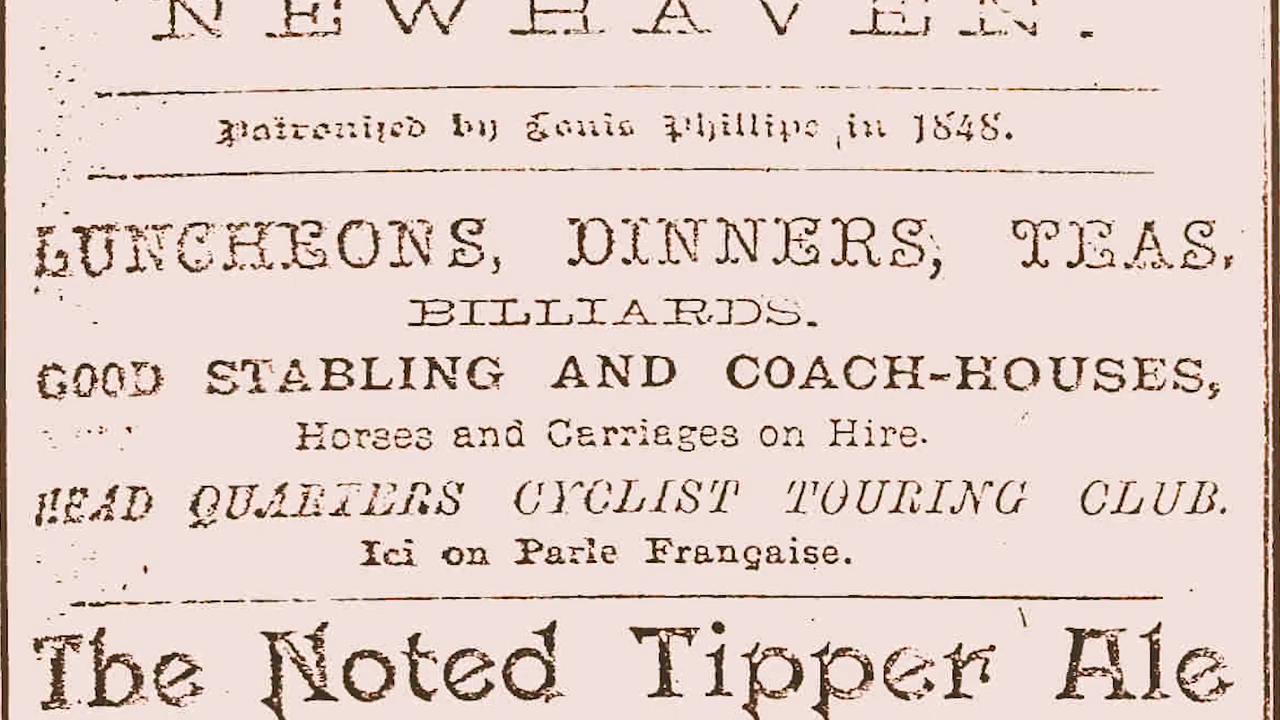 NEWHAVEN.
Patronized by Louis Phillipe in 1848.
LUNCHEONS, DINNERS, TEAS,
BILLIARDS.
GOOD STABLING AND COACH-HOUSES,
Horses and Carriages on Hire.
HEAD QUARTERS CYCLIST TOURING CLUB.
Ici on Parle Française.
The Noted Tipper Ale